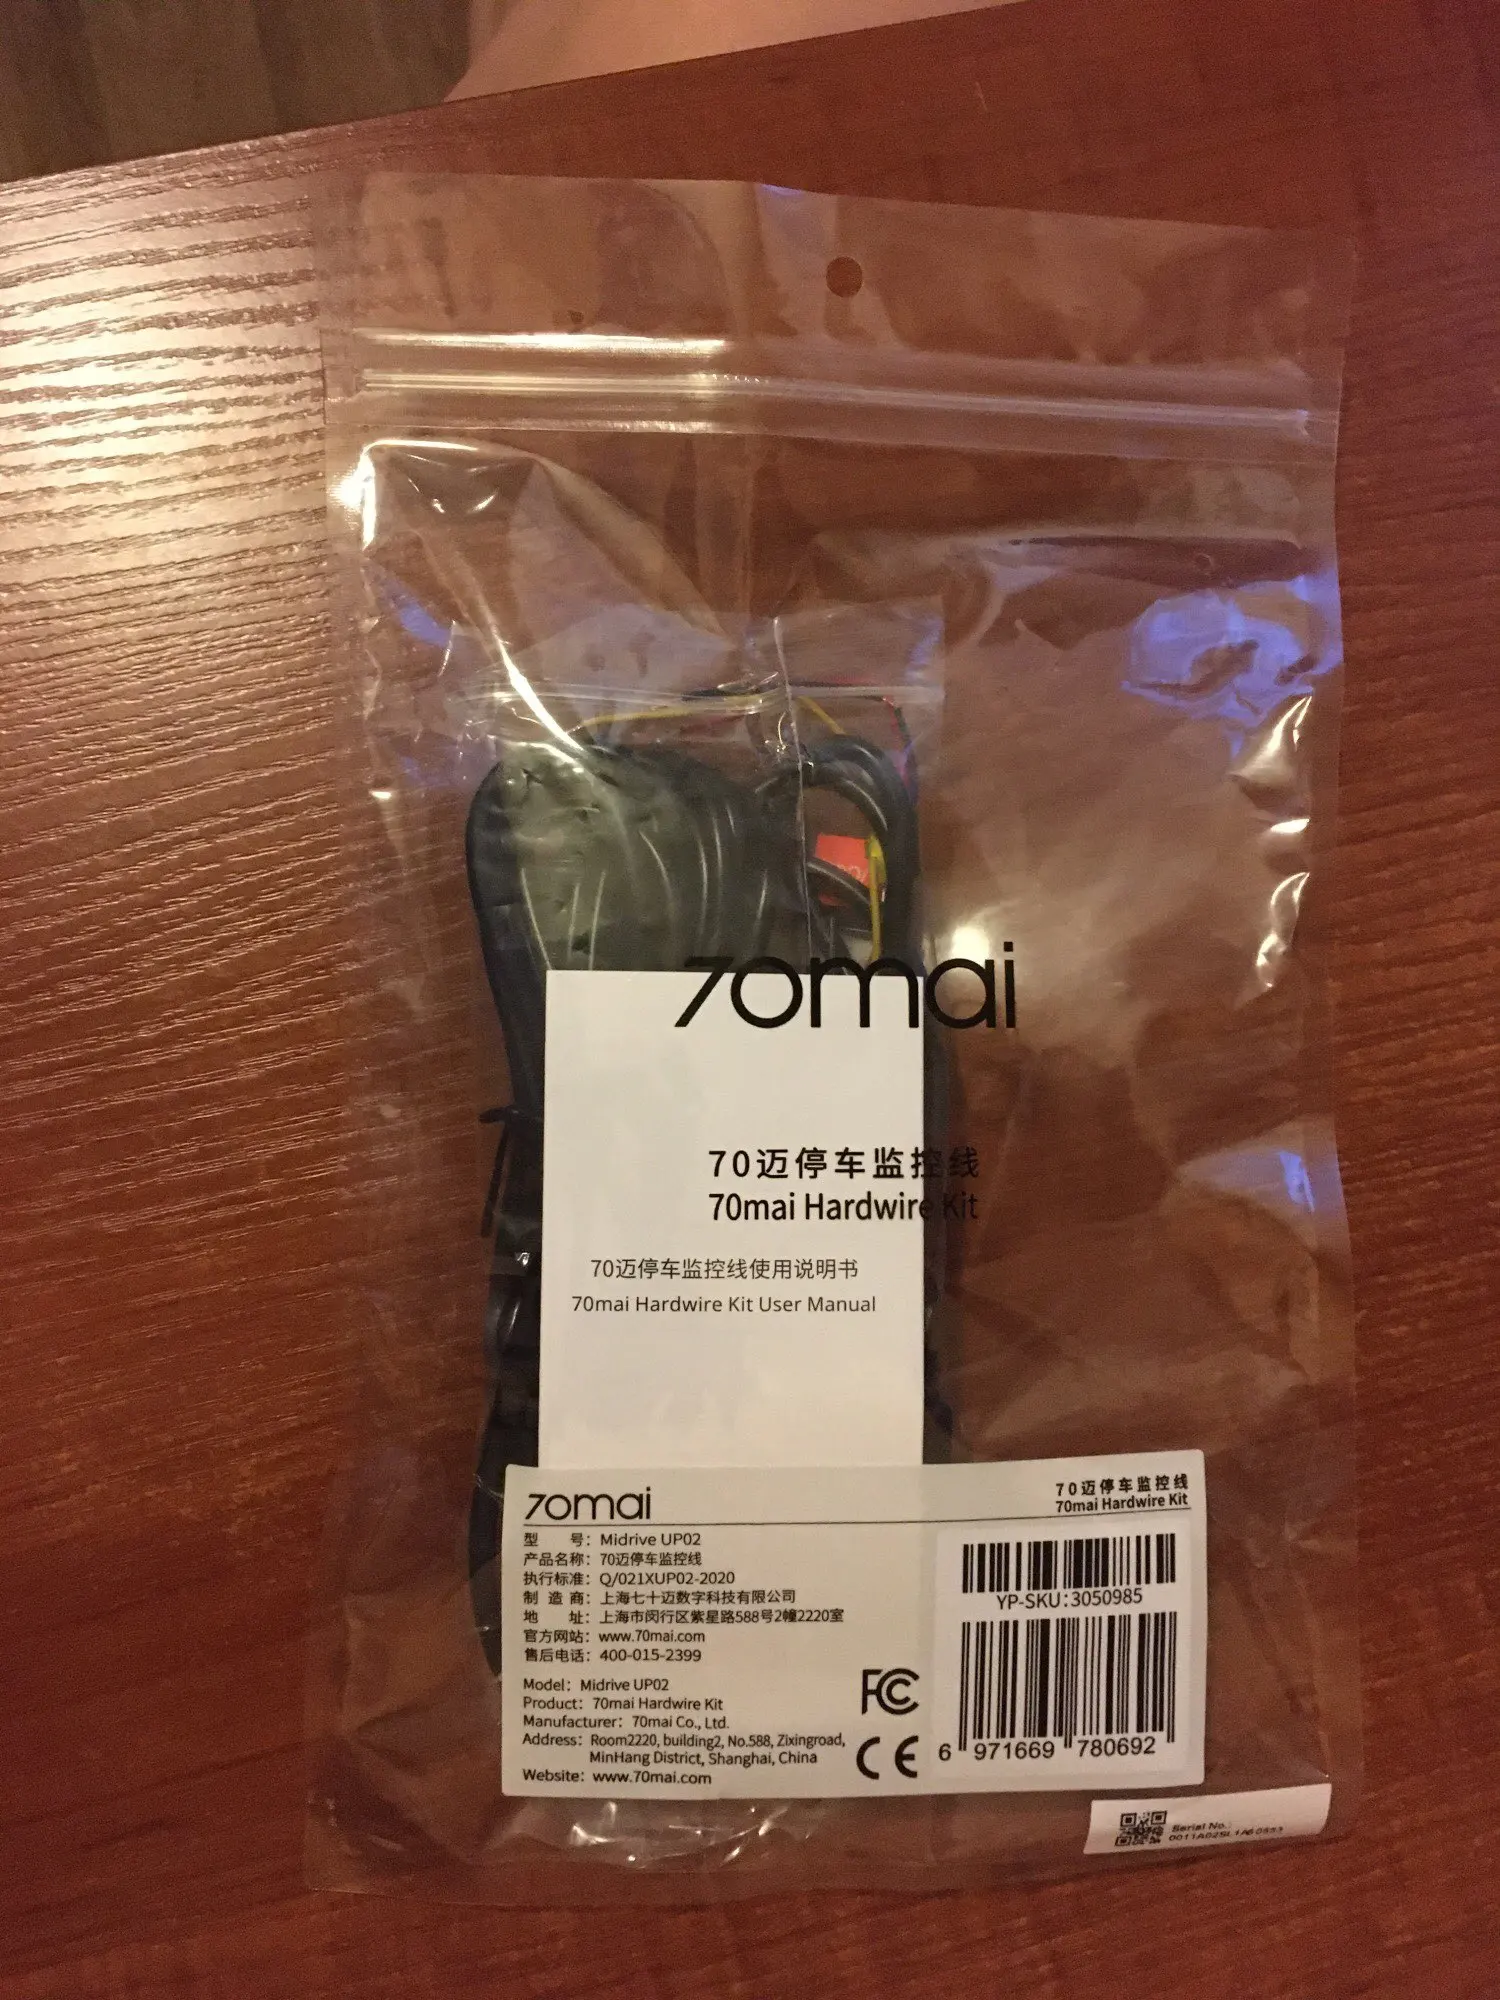 70mai
70迈停车监控线
70mai Hardwire Kit
70迈停车监控线使用说明书
70mai Hardwire Kit User Manual
70mai
70迈停车监控线
70mai Hardwire Kit
型 号：Midrive UP02
产品名称：70迈停车监控线
执行标准：Q/021XUP02-2020
制 造 商：上海七十迈数字科技有限公司
地 址：上海市闵行区紫星路588号2幢2220室
官方网站：www.70mai.com
售后电话：400-015-2399
Model：Midrive UP02
Product：70mai Hardwire Kit
Manufacturer：70mai Co., Ltd.
Address：Room2220, building2, No.588, Zixingroad,
MinHang District, Shanghai, China
Website：www.70mai.com
FC
CE
YP-SKU:3050985
6 971669 780692
Serial No.: